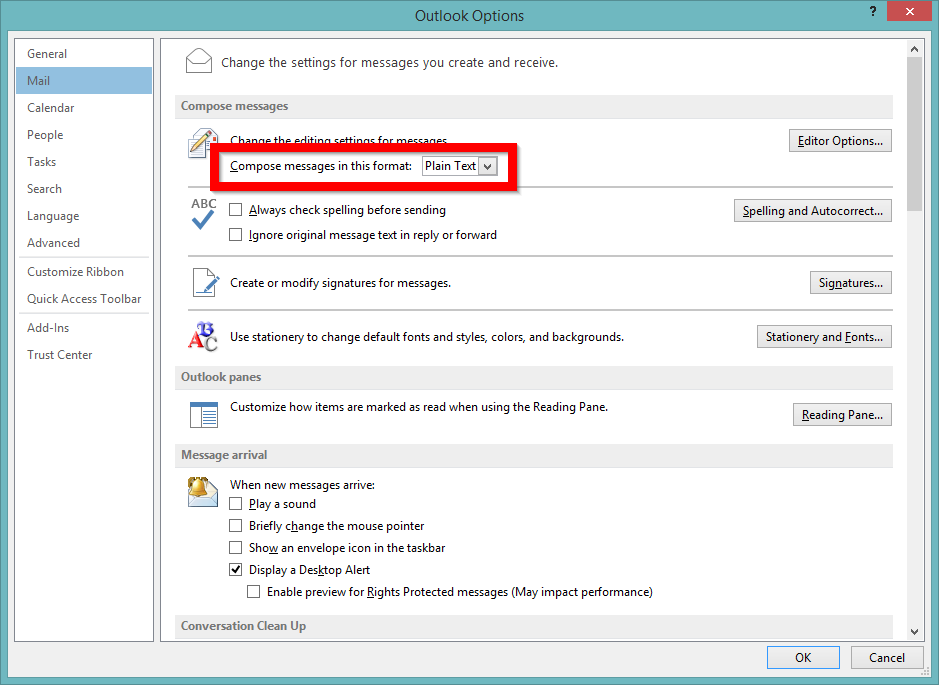 Outlook Options
?
General
Mail
Calendar
People
Tasks
Search
Language
Advanced
Customize Ribbon
Quick Access Toolbar
Add-Ins
Trust Center
Change the settings for messages you create and receive.
Compose messages
Change the editing settings for messages.
Editor Options...
Compose messages in this format: Plain Text
ABC
Always check spelling before sending
Spelling and Autocorrect...
Ignore original message text in reply or forward
Create or modify signatures for messages.
Signatures...
ABC
Use stationery to change default fonts and styles, colors, and backgrounds.
Stationery and Fonts...
Outlook panes
Customize how items are marked as read when using the Reading Pane.
Reading Pane...
Message arrival
When new messages arrive:
Play a sound
Briefly change the mouse pointer
Show an envelope icon in the taskbar
Display a Desktop Alert
Enable preview for Rights Protected messages (May impact performance)
Conversation Clean Up
OK
Cancel